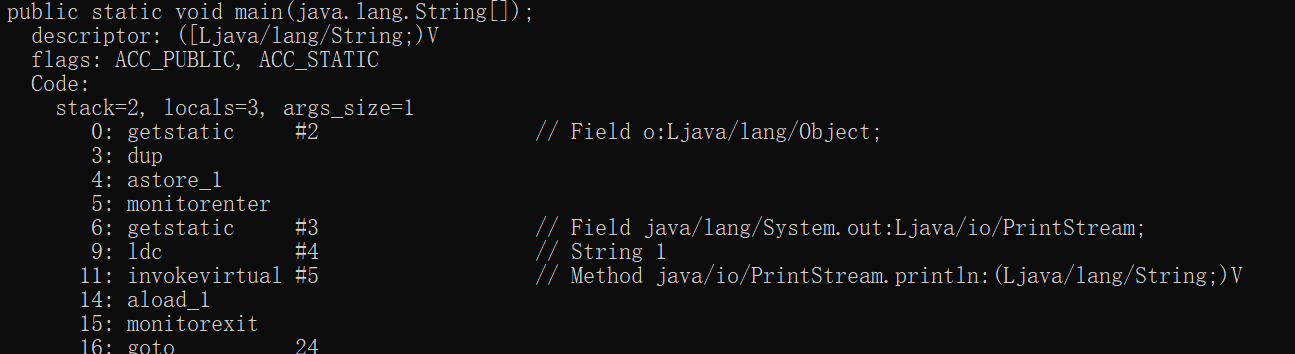 public static void main(java.lang.String[]);
descriptor: ([Ljava/lang/String;)V
flags: ACC_PUBLIC, ACC_STATIC
Code:
stack=2, locals=3, args_size=1
0: getstatic #2 // Field o:Ljava/lang/Object;
3: dup
4: astore_1
5: monitorenter
6: getstatic #3 // Field java/lang/System.out:Ljava/io/PrintStream;
9: ldc #4 // String 1
11: invokevirtual #5 // Method java/io/PrintStream.println:(Ljava/lang/String;)V
14: aload_1
15: monitorexit
16: goto 24